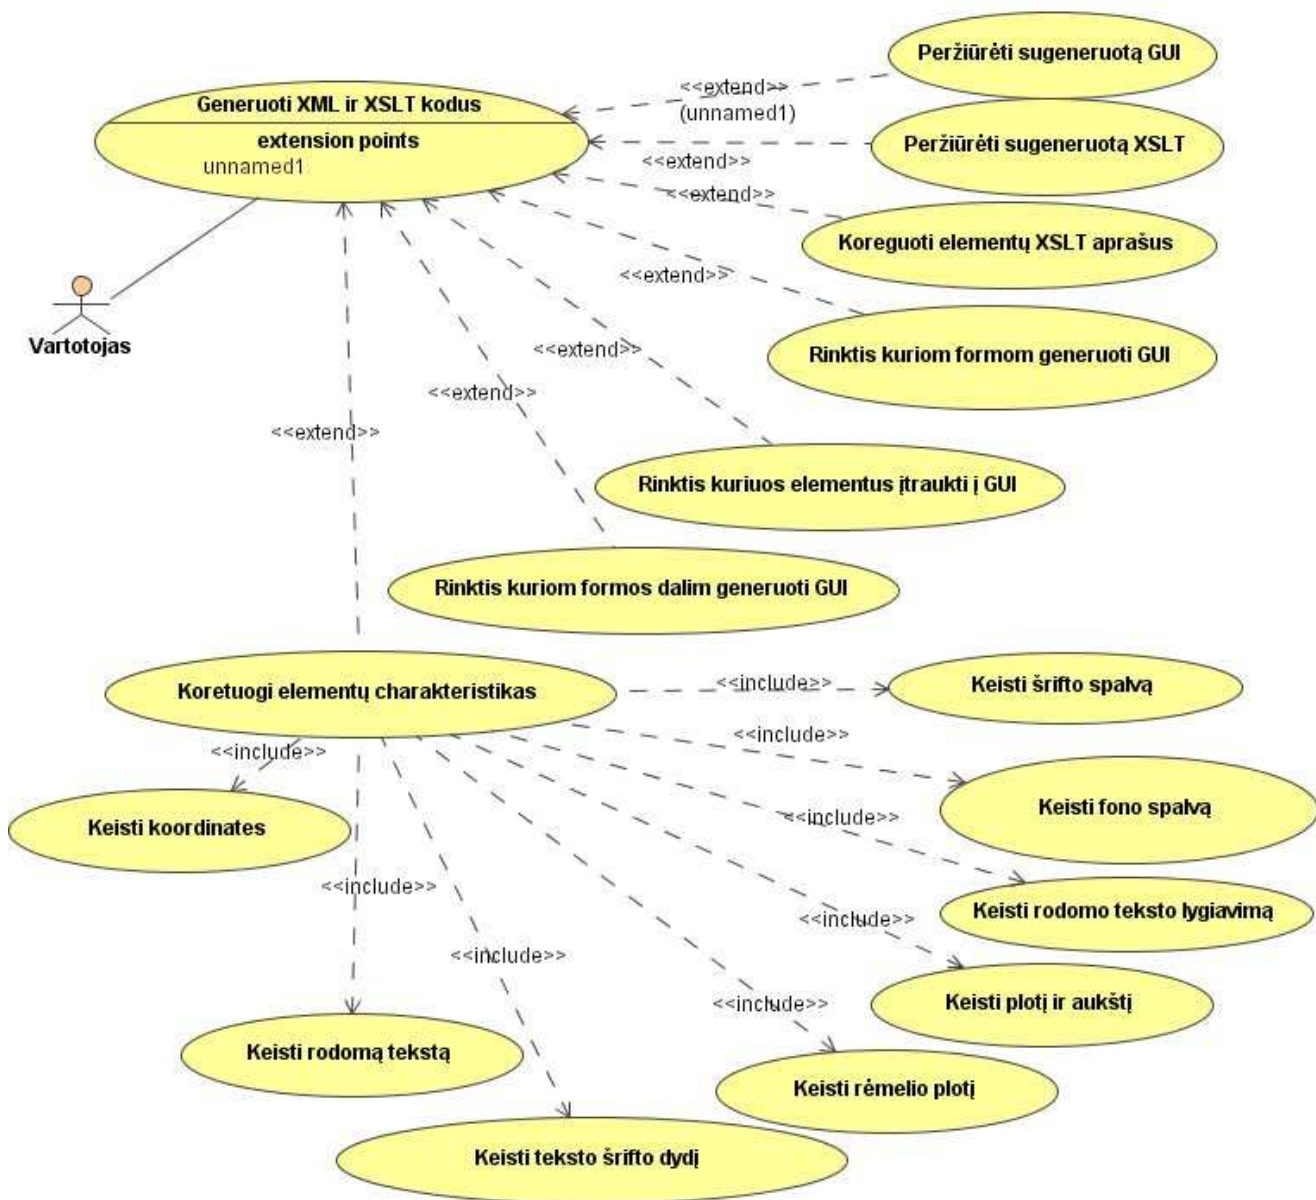 Peržiūrėti sugeneruotą GUI
<<extend>>
(unnamed1)
Generuoti XML ir XSLT kodus
extension points
unnamed1
Peržiūrėti sugeneruotą XSLT
<<extend>>
<<extend>>
Koreguoti elementų XSLT aprašus
<<extend>>
Vartotojas
Rinktis kuriom formom generuoti GUI
<<extend>>
<<extend>>
<<extend>>
Rinktis kuriuos elementus įtraukti į GUI
Rinktis kuriom formos dalim generuoti GUI
Koretuogi elementų charakteristikas
<<include>>
Keisti šrifto spalvą
<<include>>
<<include>>
Keisti fono spalvą
Keisti koordinates
<<include>>
<<include>>
Keisti rodomo teksto lygiavimą
<<include>>
<<include>>
Keisti plotį ir aukštį
<<include>>
Keisti rodomą tekstą
Keisti rėmelio plotį
Keisti teksto šrifto dydį